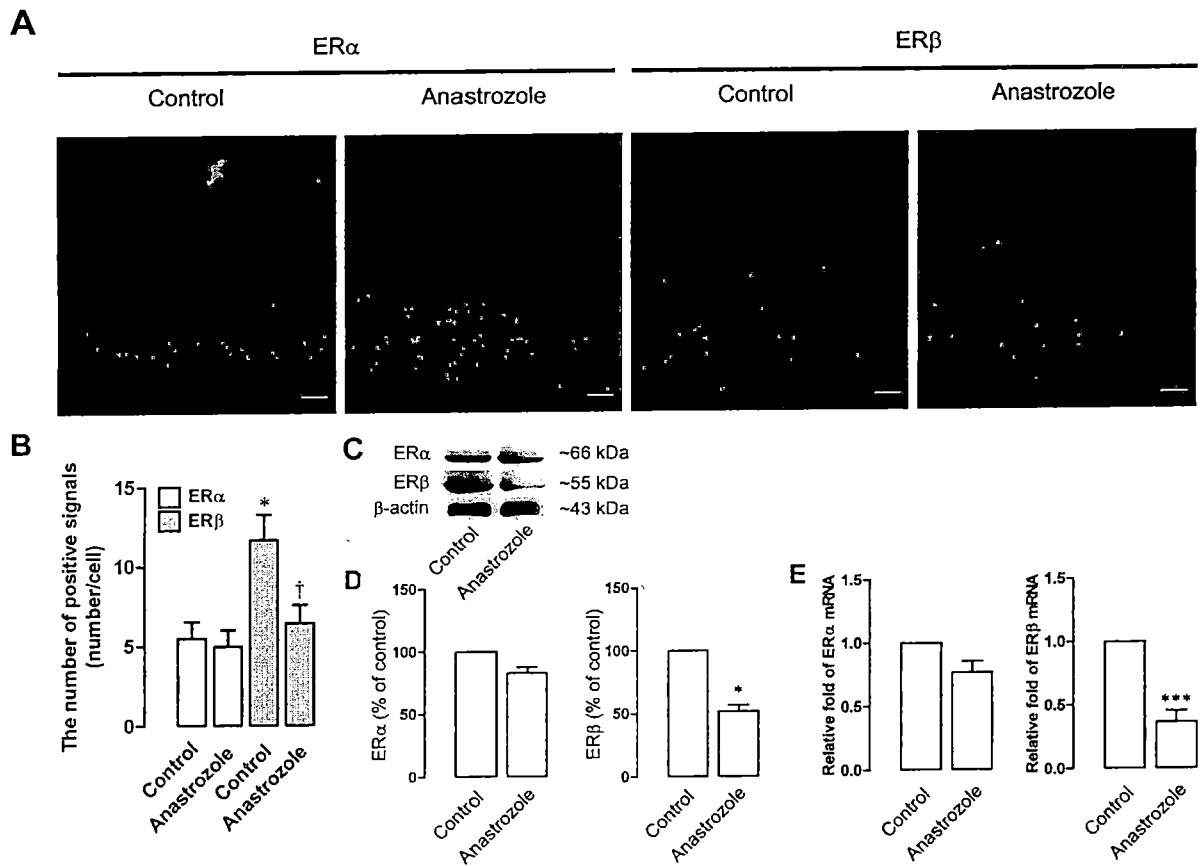 A
ERα
ERβ
Control
Anastrozole
Control
Anastrozole
B
The number of positive signals
(number/cell)
15
10
5
0
ERα
ERβ
*
†
Control
Anastrozole
Control
Anastrozole
C
ERα
~66 kDa
ERβ
~55 kDa
β-actin
~43 kDa
Control
Anastrozole
D
ERα (% of control)
150
100
50
0
Control
Anastrozole
ERβ (% of control)
150
100
50
0
*
Control
Anastrozole
E
Relative fold of ERα mRNA
1.5
1.0
0.5
0.0
Control
Anastrozole
Relative fold of ERβ mRNA
1.5
1.0
0.5
0.0
***
Control
Anastrozole